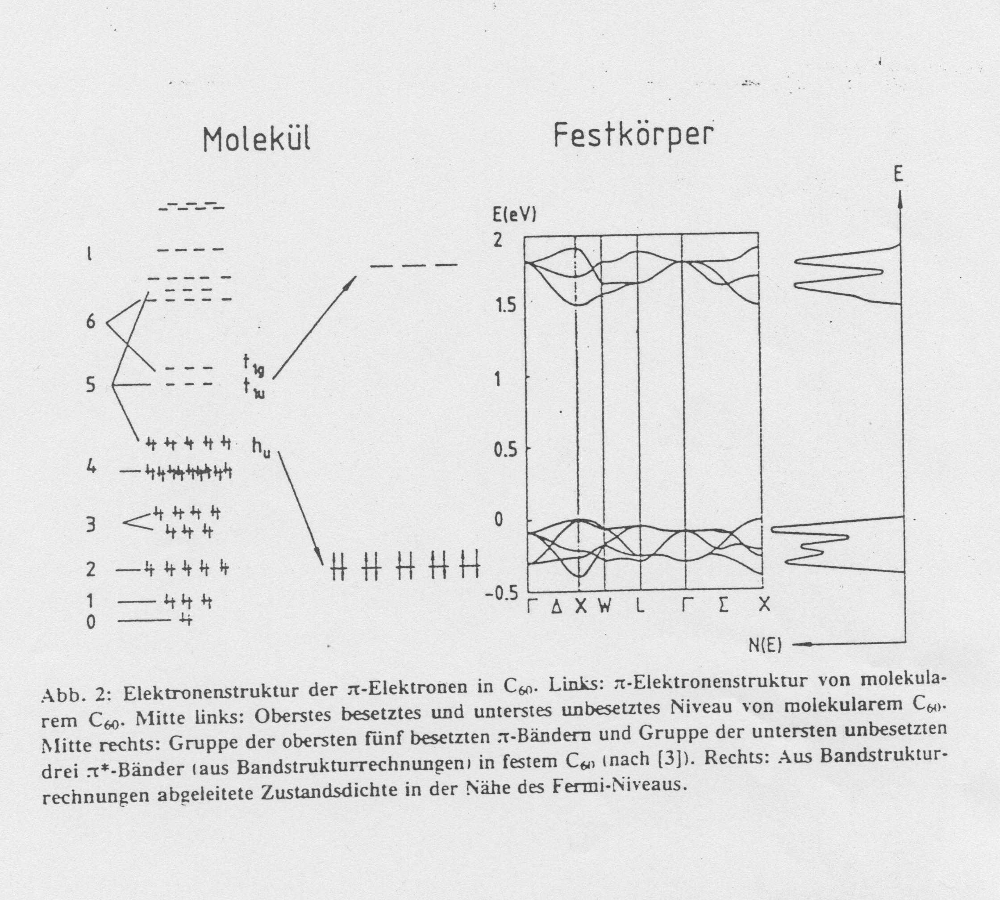 Molekül
Festkörper
E
E(eV)
2
1.5
1
0.5
0
-0.5
l
6
5
4
3
2
1
0
t1g
t1u
hu
Γ Δ X W L Γ Σ X
N(E)
Abb. 2: Elektronenstruktur der π-Elektronen in C60. Links: π-Elektronenstruktur von molekula-
rem C60. Mitte links: Oberstes besetztes und unterstes unbesetztes Niveau von molekularem C60.
Mitte rechts: Gruppe der obersten fünf besetzten π-Bändern und Gruppe der untersten unbesetzten
drei π*-Bänder (aus Bandstrukturrechnungen) in festem C60 (nach [3]). Rechts: Aus Bandstruktur-
rechnungen abgeleitete Zustandsdichte in der Nähe des Fermi-Niveaus.